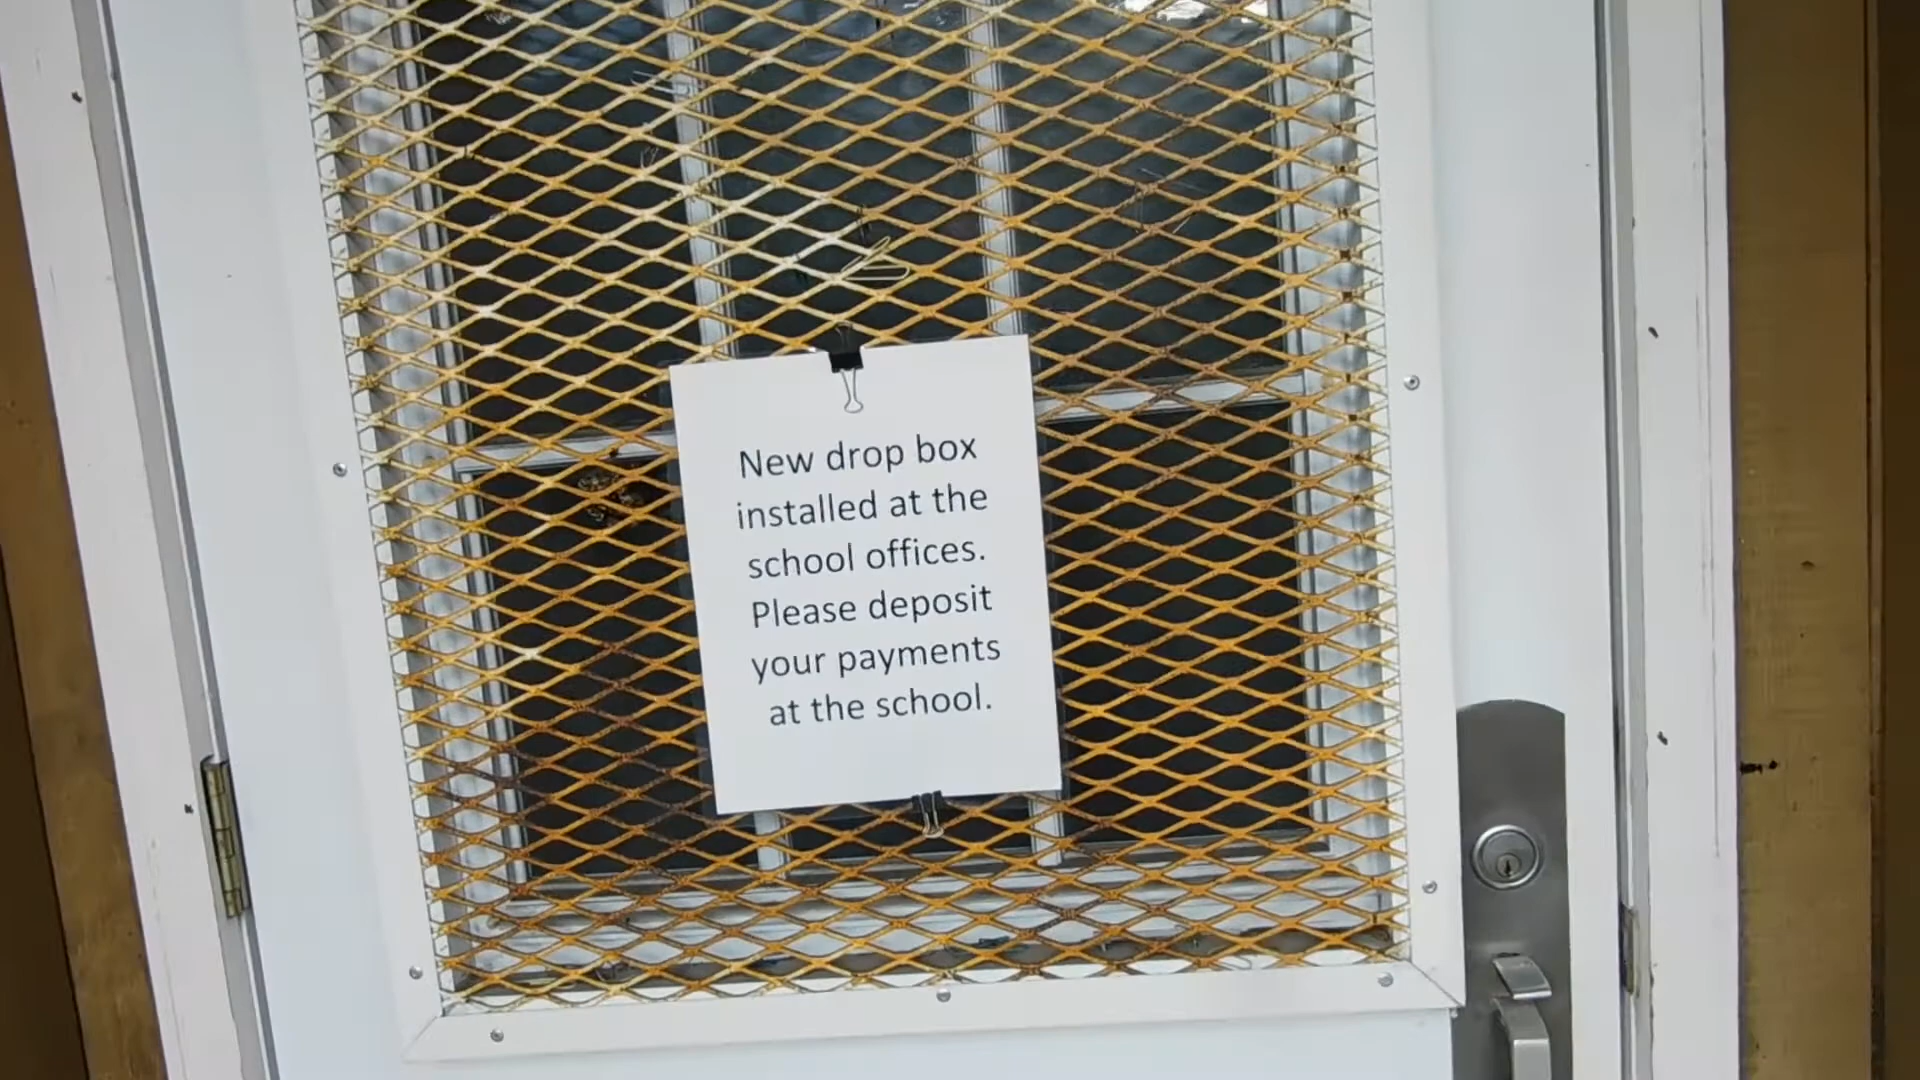 New drop box
installed at the
school offices.
Please deposit
your payments
at the school.